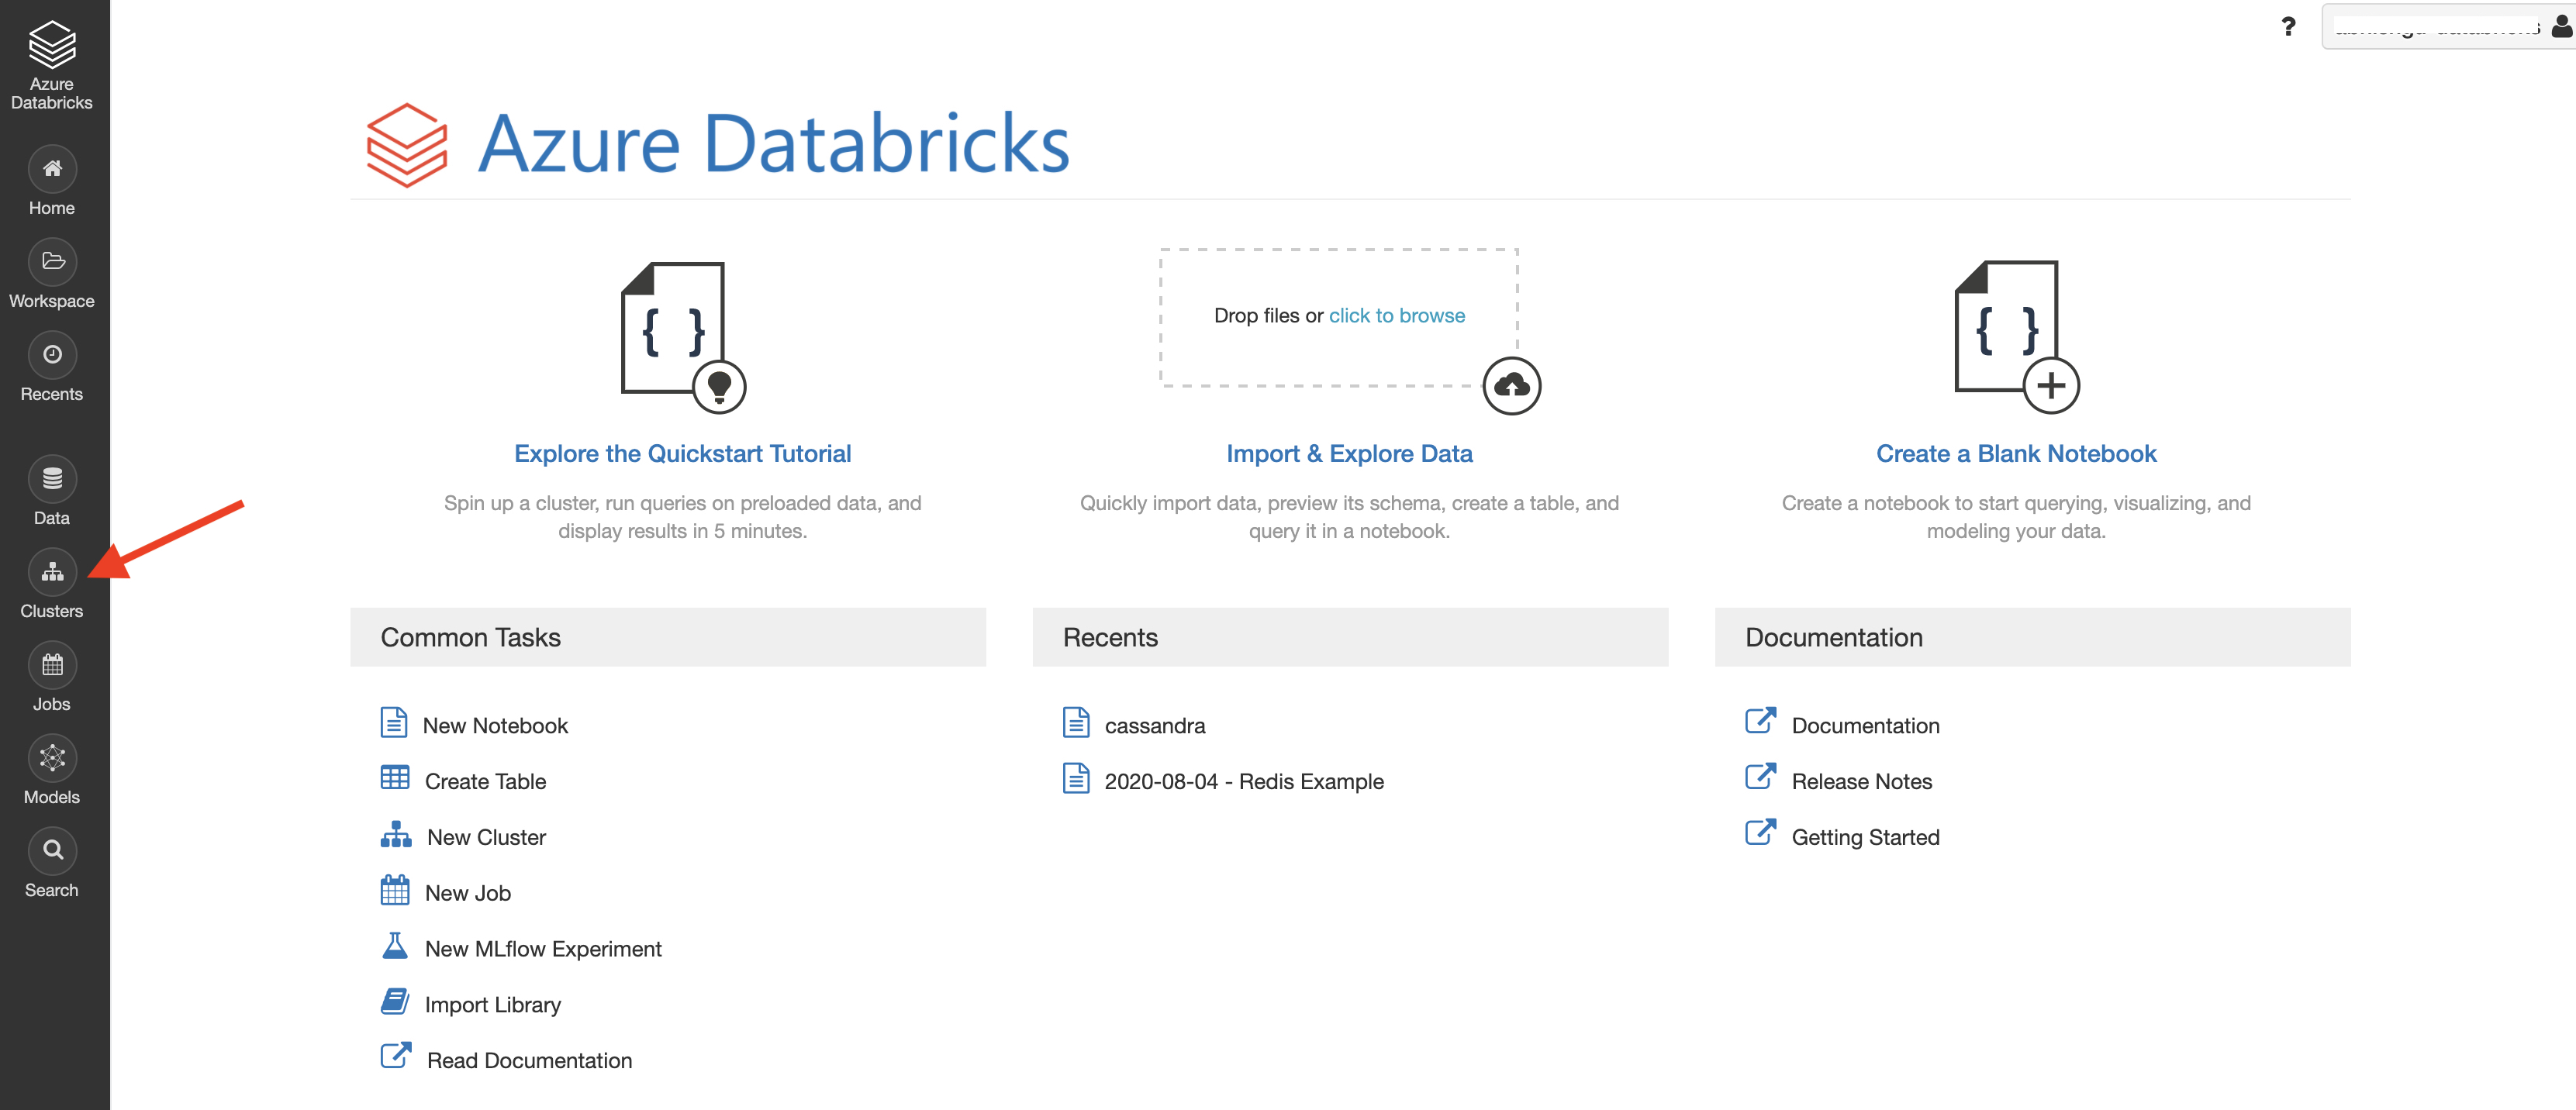 Azure
Databricks
Home
Workspace
Recents
Data
Clusters
Jobs
Models
Search
?
Azure Databricks
{ }
Explore the Quickstart Tutorial
Spin up a cluster, run queries on preloaded data, and
display results in 5 minutes.
Drop files or click to browse
Import & Explore Data
Quickly import data, preview its schema, create a table, and
query it in a notebook.
{ }
Create a Blank Notebook
Create a notebook to start querying, visualizing, and
modeling your data.
Common Tasks
New Notebook
Create Table
New Cluster
New Job
New MLflow Experiment
Import Library
Read Documentation
Recents
cassandra
2020-08-04 - Redis Example
Documentation
Documentation
Release Notes
Getting Started